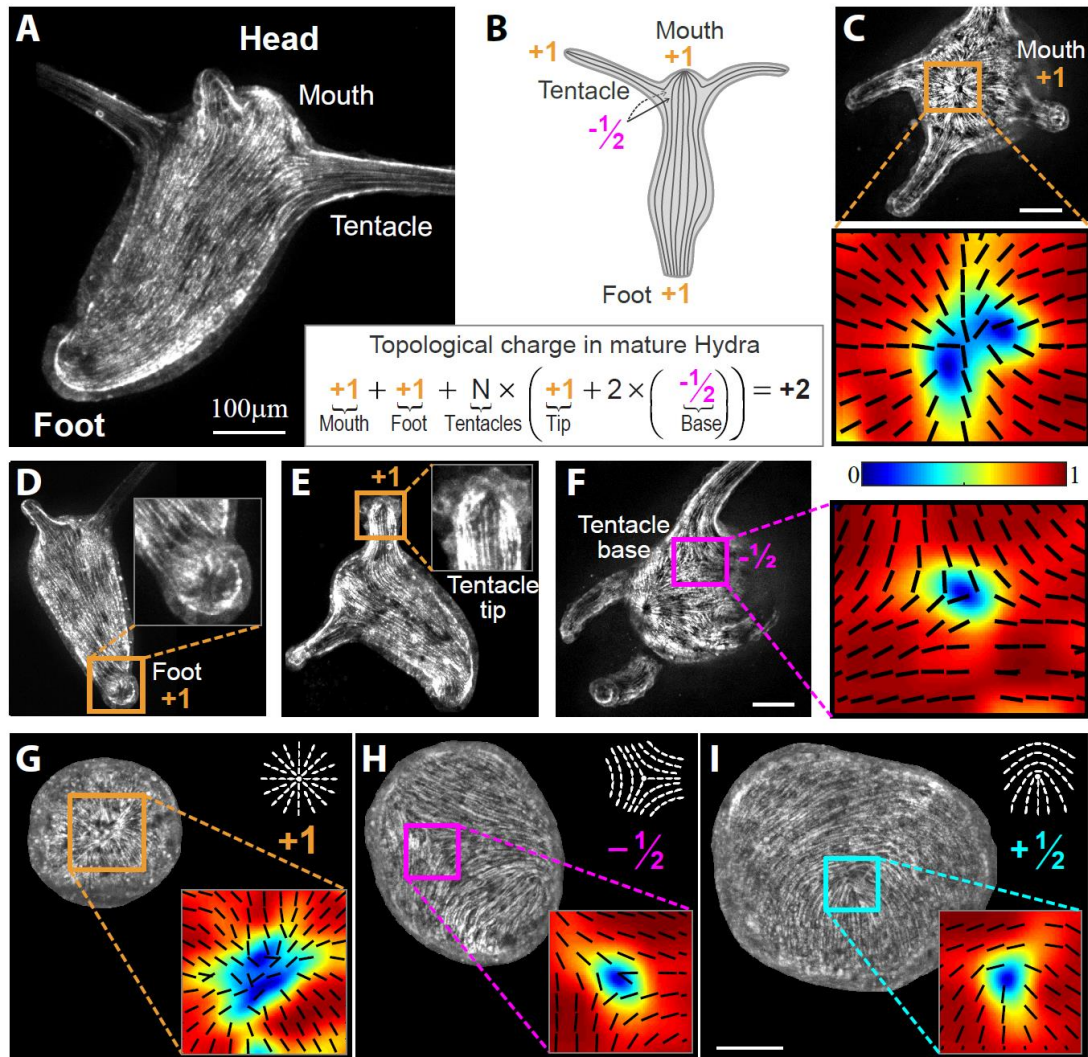 A
Head
Mouth
Tentacle
Foot
100µm
B
Mouth
+1
+1
Tentacle
-½
Foot +1
Topological charge in mature Hydra
+1 + +1 + N × ( +1 + 2 × ( -½ ) ) = +2
Mouth Foot Tentacles Tip Base
C
Mouth
+1
0 1
D
Foot
+1
E
+1
Tentacle
tip
F
Tentacle
base
-½
G
+1
H
-½
I
+½